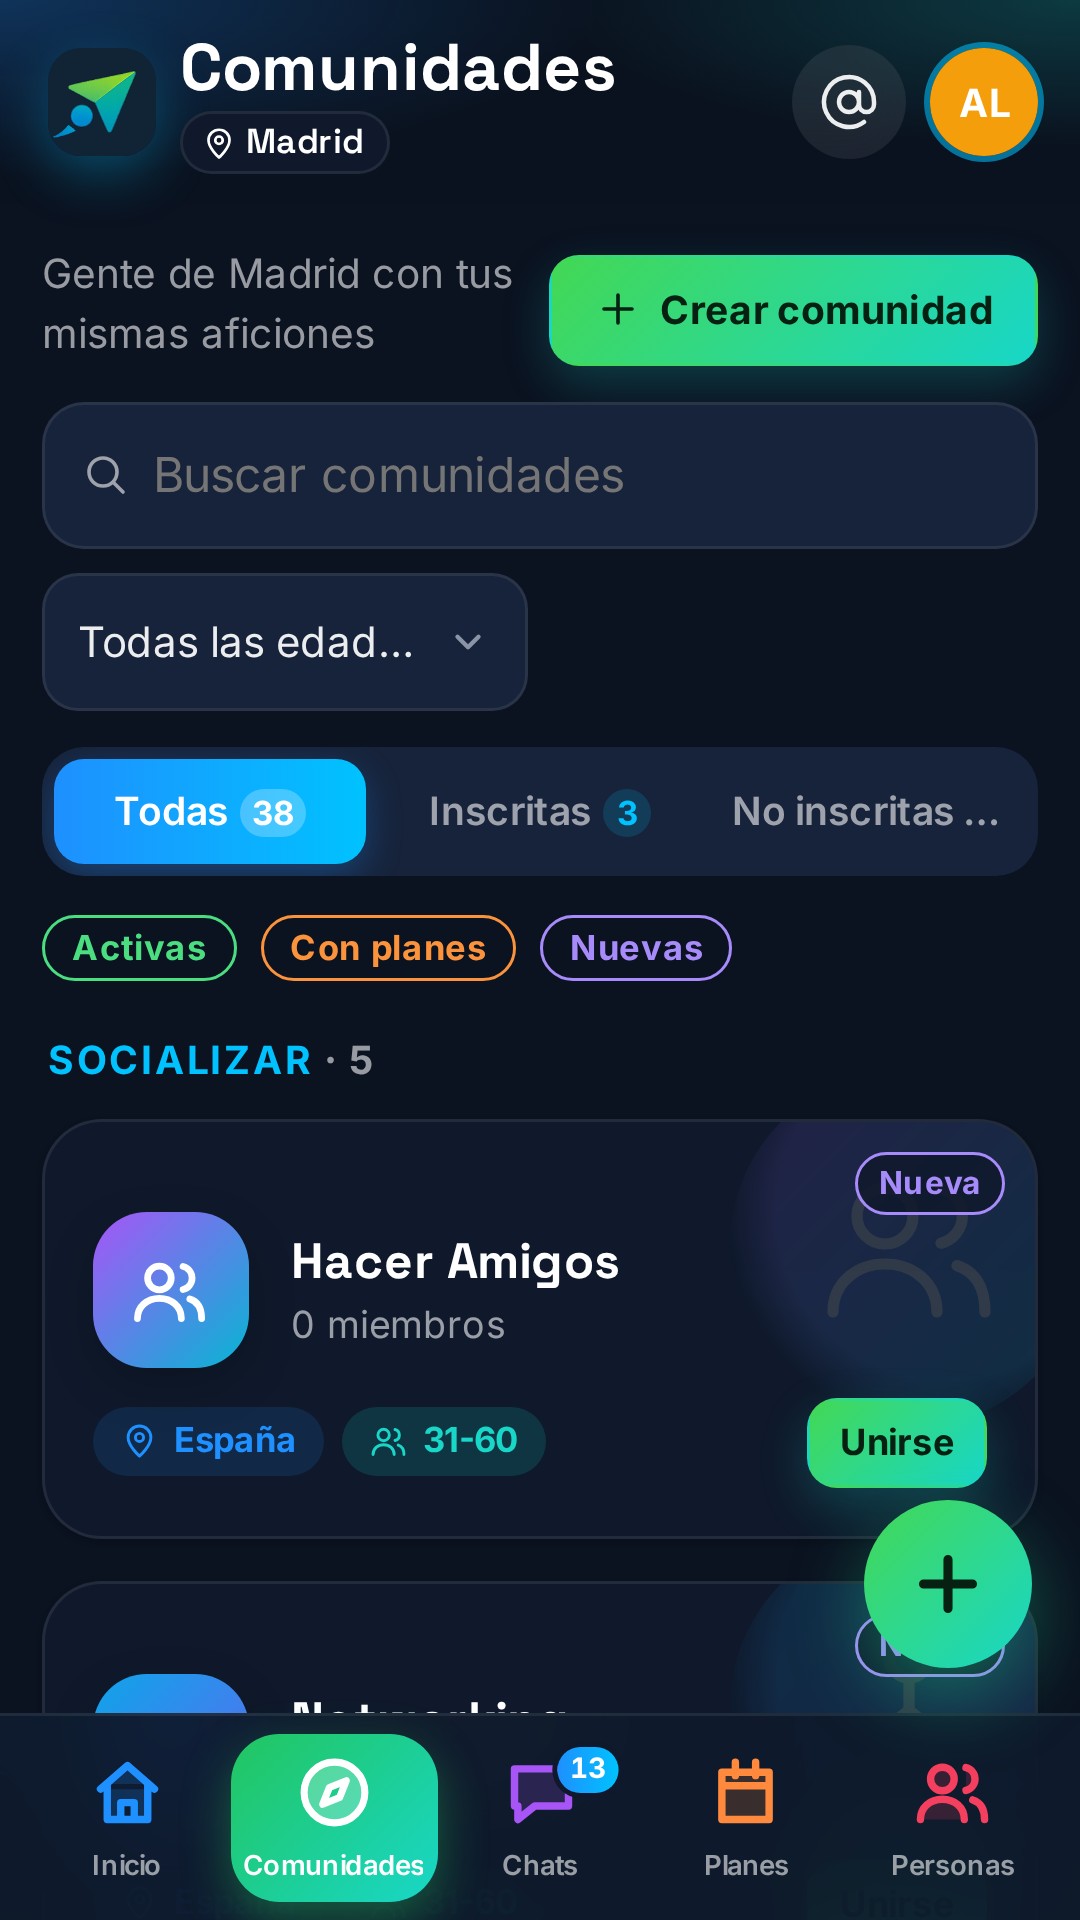 Comunidades
Madrid
@
AL
Gente de Madrid con tus
mismas aficiones
+ Crear comunidad
Buscar comunidades
Todas las edad...
Todas 38
Inscritas 3
No inscritas ...
Activas
Con planes
Nuevas
SOCIALIZAR · 5
Nueva
Hacer Amigos
0 miembros
España
31-60
Unirse
Networking
13
Inicio
Comunidades
Chats
Planes
Personas
Unirse